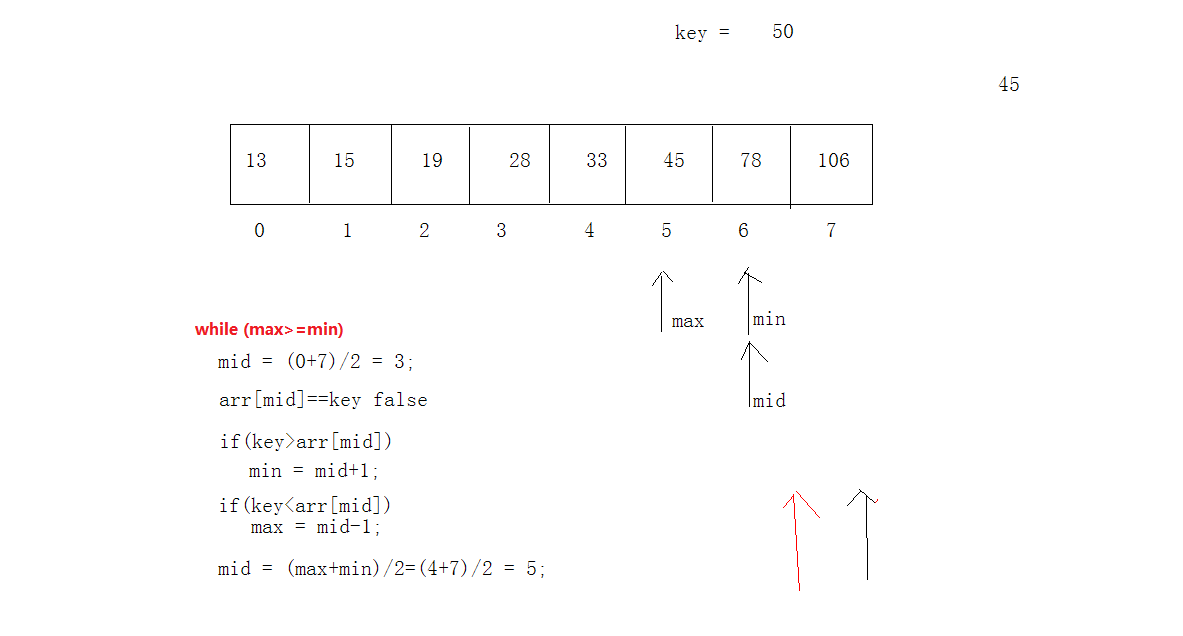 key = 50
45
13 15 19 28 33 45 78 106
0 1 2 3 4 5 6 7
max
min
while (max>=min)
mid = (0+7)/2 = 3;
arr[mid]==key false
mid
if(key>arr[mid])
min = mid+1;
if(key<arr[mid])
max = mid-1;
mid = (max+min)/2=(4+7)/2 = 5;